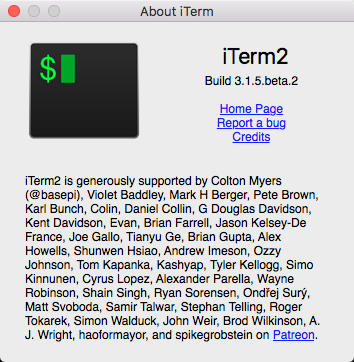 About iTerm
$
iTerm2
Build 3.1.5.beta.2
Home Page
Report a bug
Credits
iTerm2 is generously supported by Colton Myers
(@basepi), Violet Baddley, Mark H Berger, Pete Brown,
Karl Bunch, Colin, Daniel Collin, G Douglas Davidson,
Kent Davidson, Evan, Brian Farrell, Jason Kelsey-De
France, Joe Gallo, Tianyu Ge, Brian Gupta, Alex
Howells, Shunwen Hsiao, Andrew Imeson, Ozzy
Johnson, Tom Kapanka, Kashyap, Tyler Kellogg, Simo
Kinnunen, Cyrus Lopez, Alexander Parella, Wayne
Robinson, Shain Singh, Ryan Sorensen, Ondřej Surý,
Matt Svoboda, Samir Talwar, Stephan Telling, Roger
Tokarek, Simon Walduck, John Weir, Brod Wilkinson, A.
J. Wright, haoformayor, and spikegrobstein on Patreon.